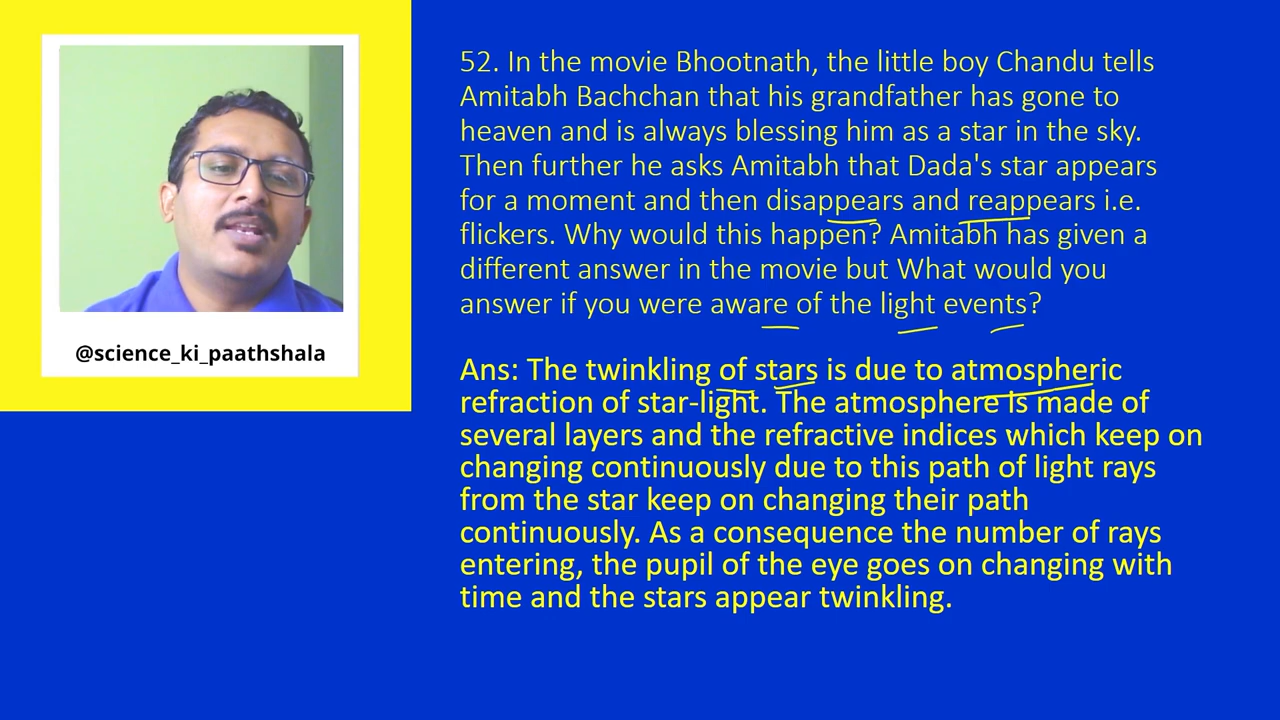 52. In the movie Bhootnath, the little boy Chandu tells
Amitabh Bachchan that his grandfather has gone to
heaven and is always blessing him as a star in the sky.
Then further he asks Amitabh that Dada's star appears
for a moment and then disappears and reappears i.e.
flickers. Why would this happen? Amitabh has given a
different answer in the movie but What would you
answer if you were aware of the light events?
Ans: The twinkling of stars is due to atmospheric
refraction of star-light. The atmosphere is made of
several layers and the refractive indices which keep on
changing continuously due to this path of light rays
from the star keep on changing their path
continuously. As a consequence the number of rays
entering, the pupil of the eye goes on changing with
time and the stars appear twinkling.
@science_ki_paathshala